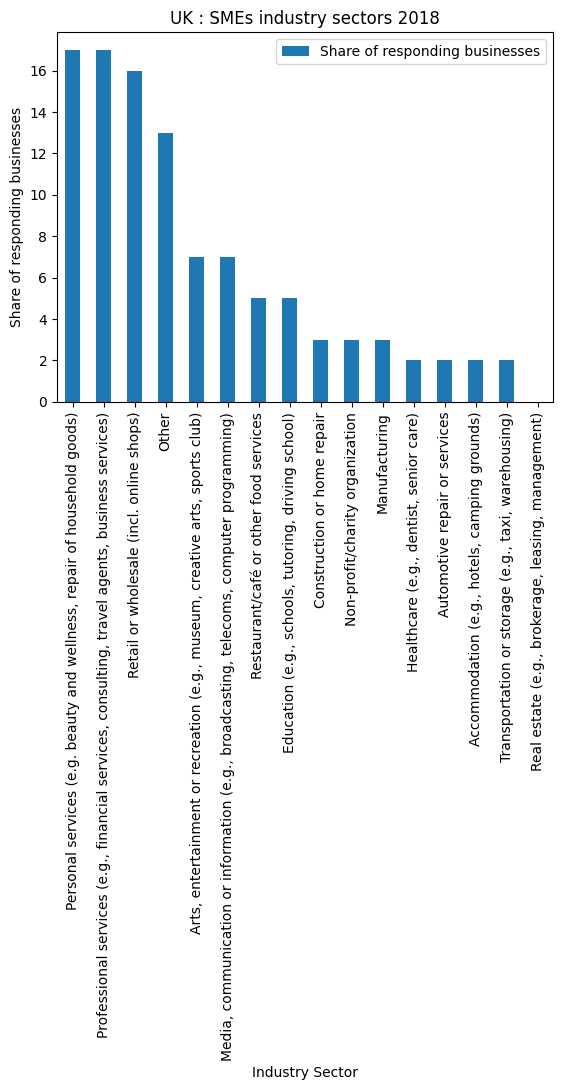 UK : SMEs industry sectors 2018
Share of responding businesses
Share of responding businesses
16
14
12
10
8
6
4
2
0
Personal services (e.g. beauty and wellness, repair of household goods)
Professional services (e.g., financial services, consulting, travel agents, business services)
Retail or wholesale (incl. online shops)
Other
Arts, entertainment or recreation (e.g., museum, creative arts, sports club)
Media, communication or information (e.g., broadcasting, telecoms, computer programming)
Restaurant/café or other food services
Education (e.g., schools, tutoring, driving school)
Construction or home repair
Non-profit/charity organization
Manufacturing
Healthcare (e.g., dentist, senior care)
Automotive repair or services
Accommodation (e.g., hotels, camping grounds)
Transportation or storage (e.g., taxi, warehousing)
Real estate (e.g., brokerage, leasing, management)
Industry Sector